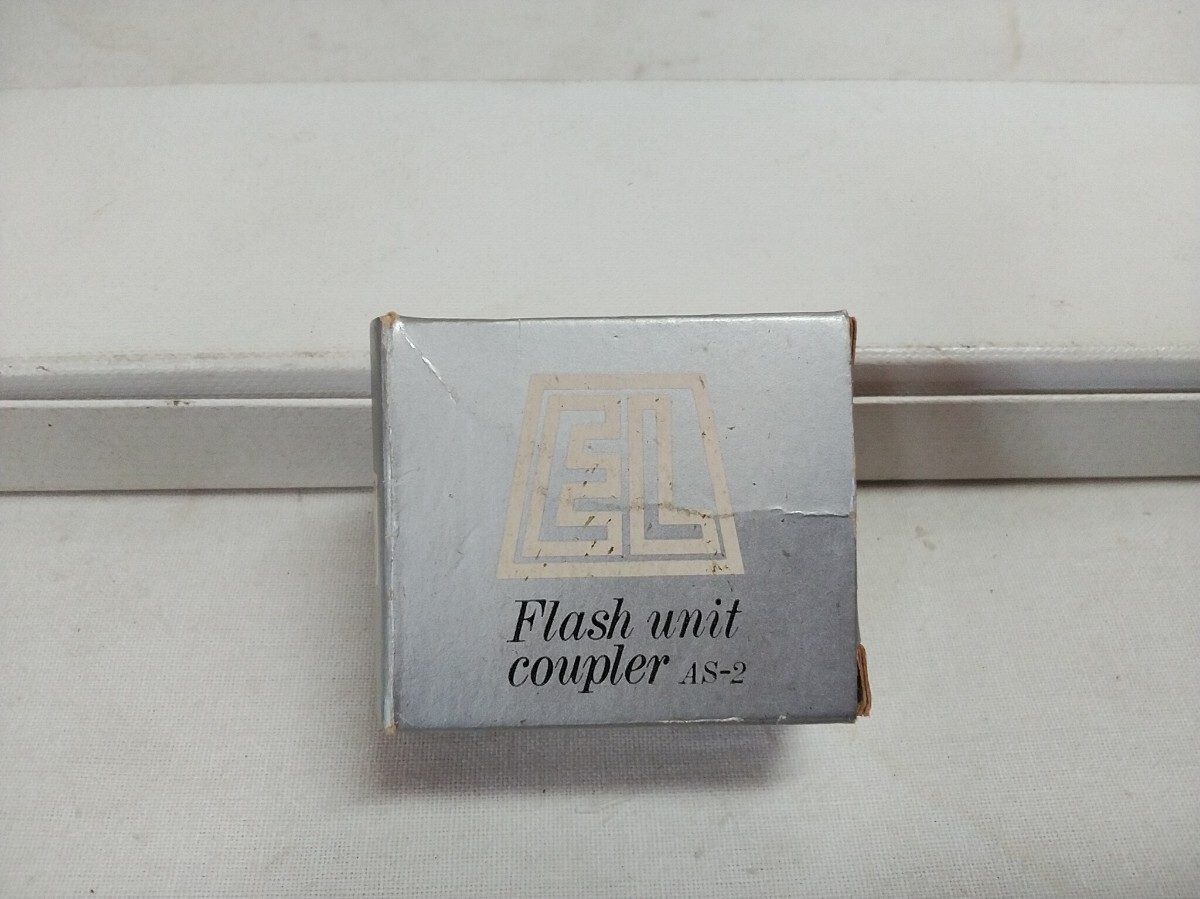 EL
Flash unit
coupler AS-2